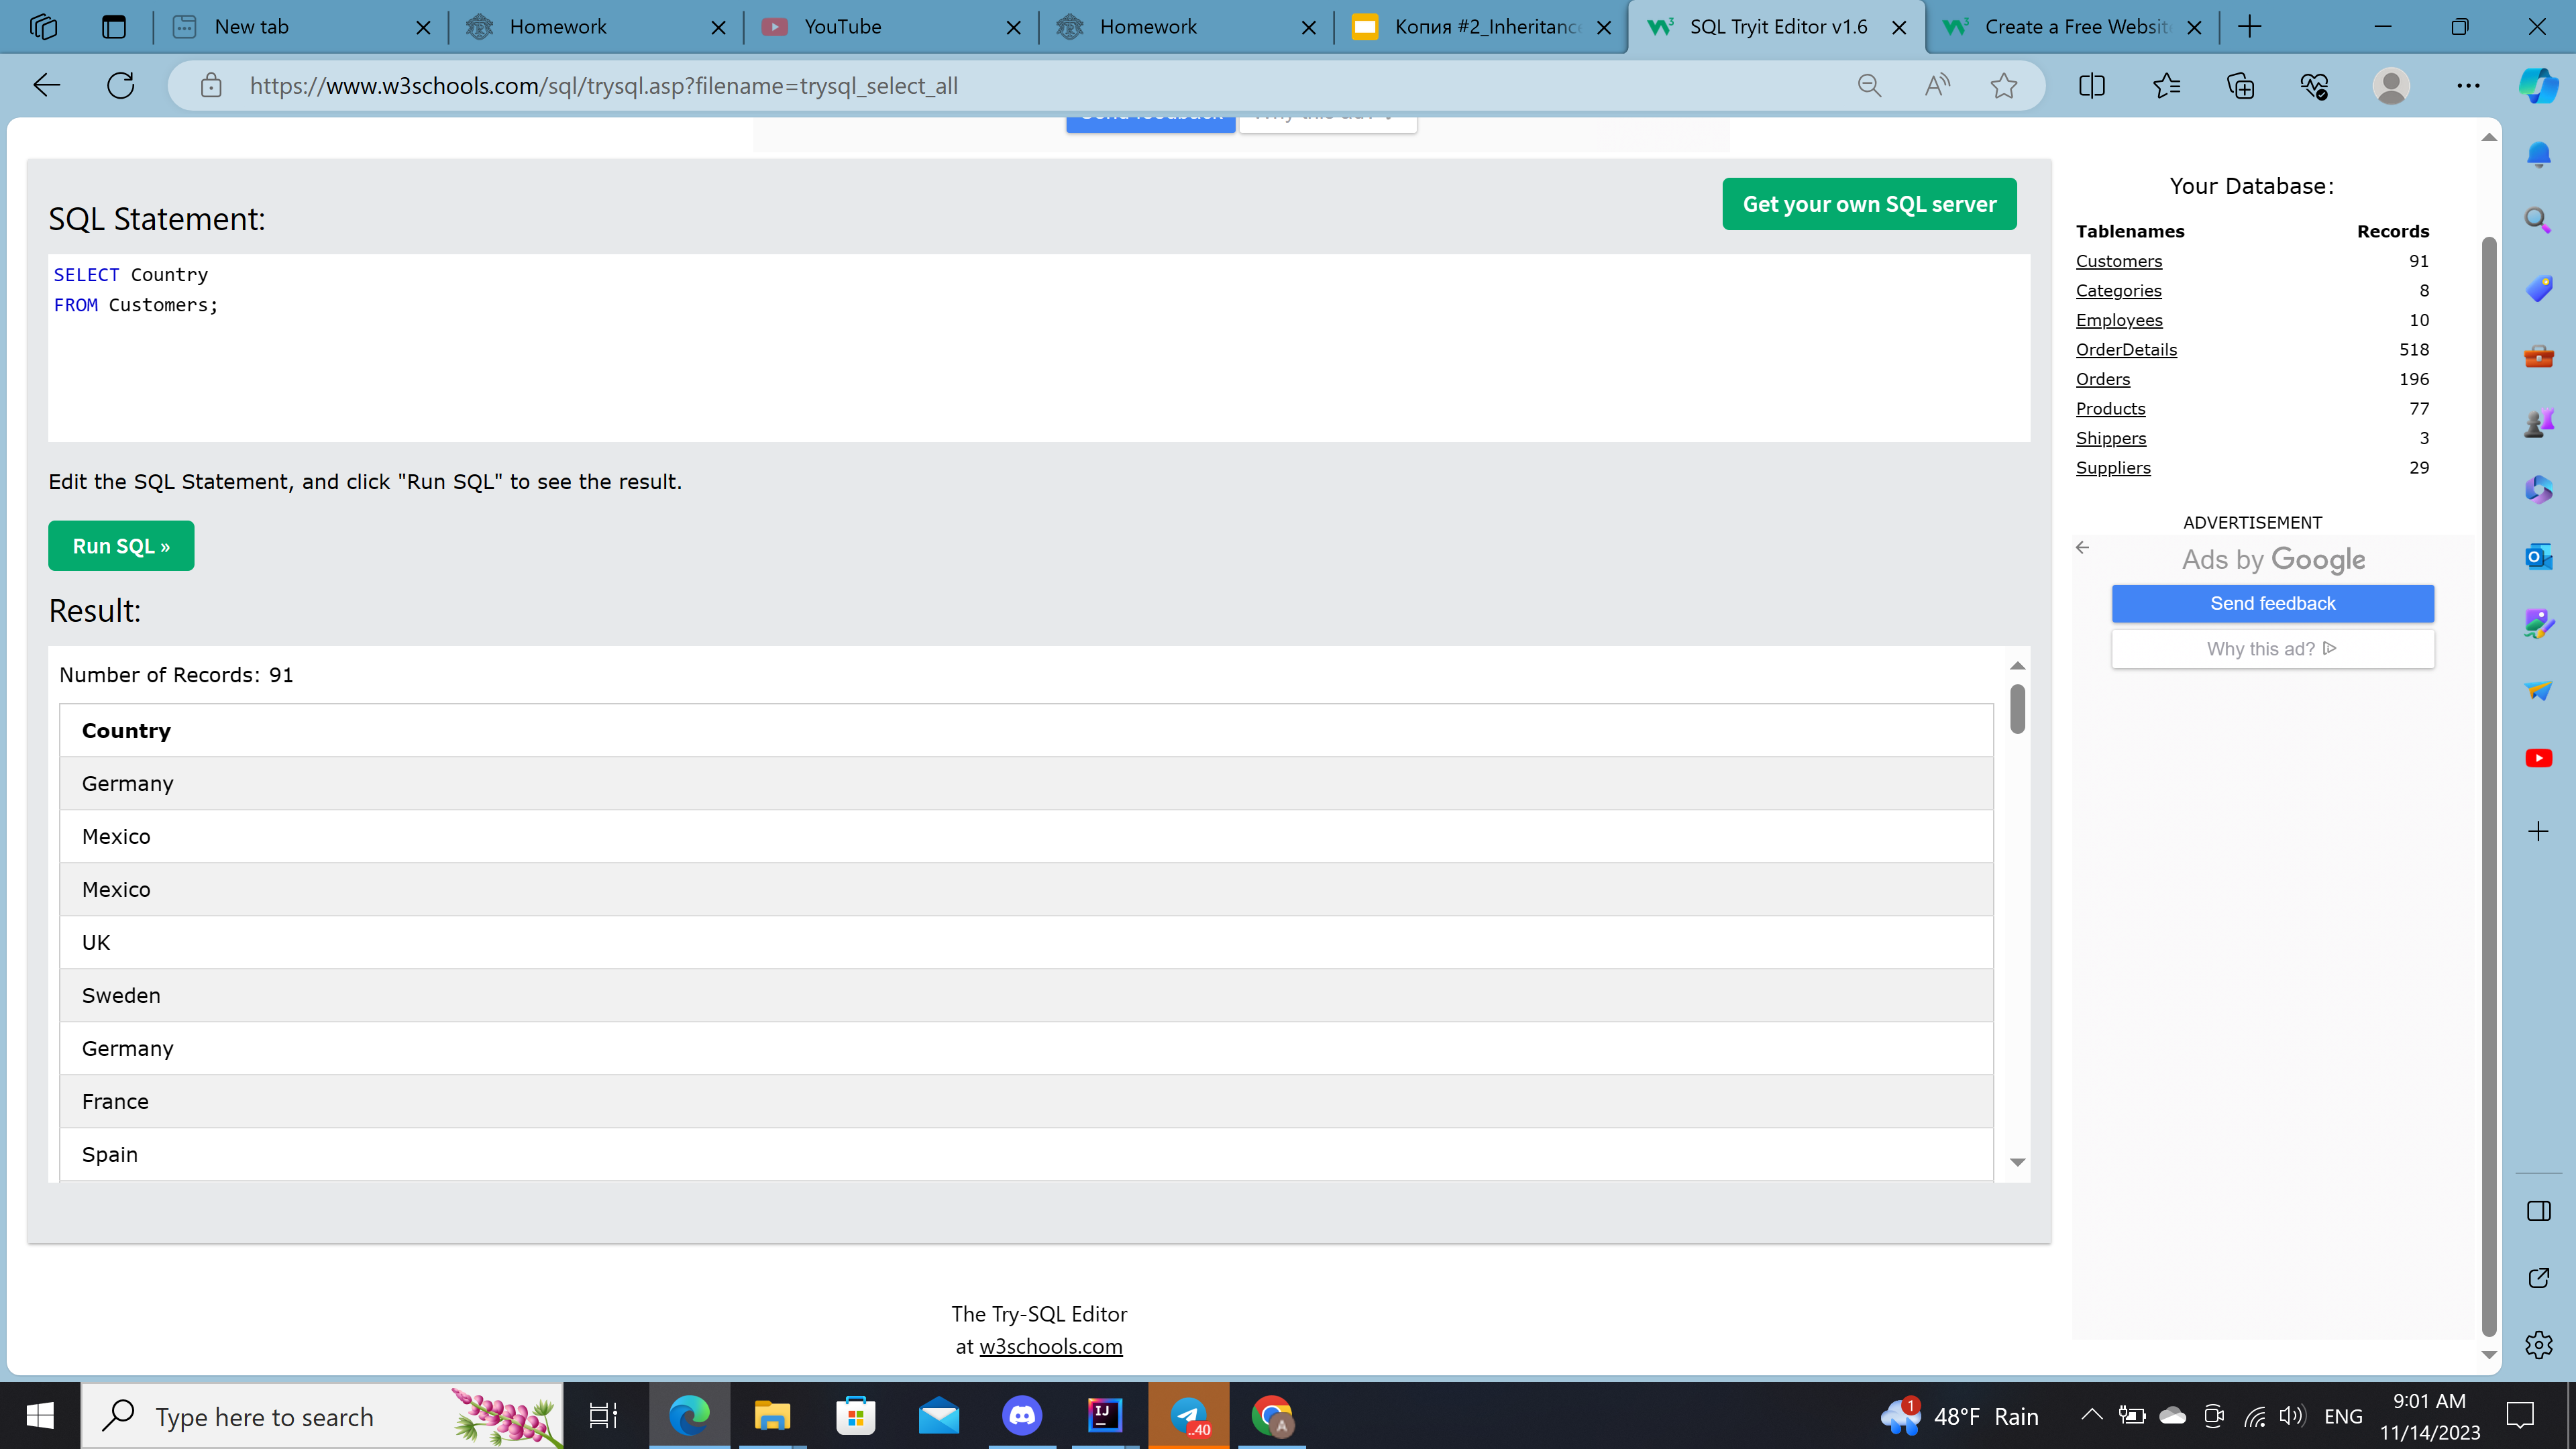 New tab
Homework
YouTube
Homework
Копия #2_Inheritance
SQL Tryit Editor v1.6
Create a Free Website
https://www.w3schools.com/sql/trysql.asp?filename=trysql_select_all
SQL Statement:
Get your own SQL server
SELECT Country
FROM Customers;
Edit the SQL Statement, and click "Run SQL" to see the result.
Run SQL »
Result:
Number of Records: 91
Country
Germany
Mexico
Mexico
UK
Sweden
Germany
France
Spain
The Try-SQL Editor
at w3schools.com
Your Database:
Tablenames Records
Customers 91
Categories 8
Employees 10
OrderDetails 518
Orders 196
Products 77
Shippers 3
Suppliers 29
ADVERTISEMENT
Ads by Google
Send feedback
Why this ad?
Type here to search
IJ
..40
A
1
48°F Rain
ENG
9:01 AM
11/14/2023